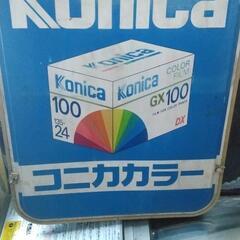 Konica
Konica
Konica
COLOR
FILM
100
135-
24
GX100
DX
コニカカラー